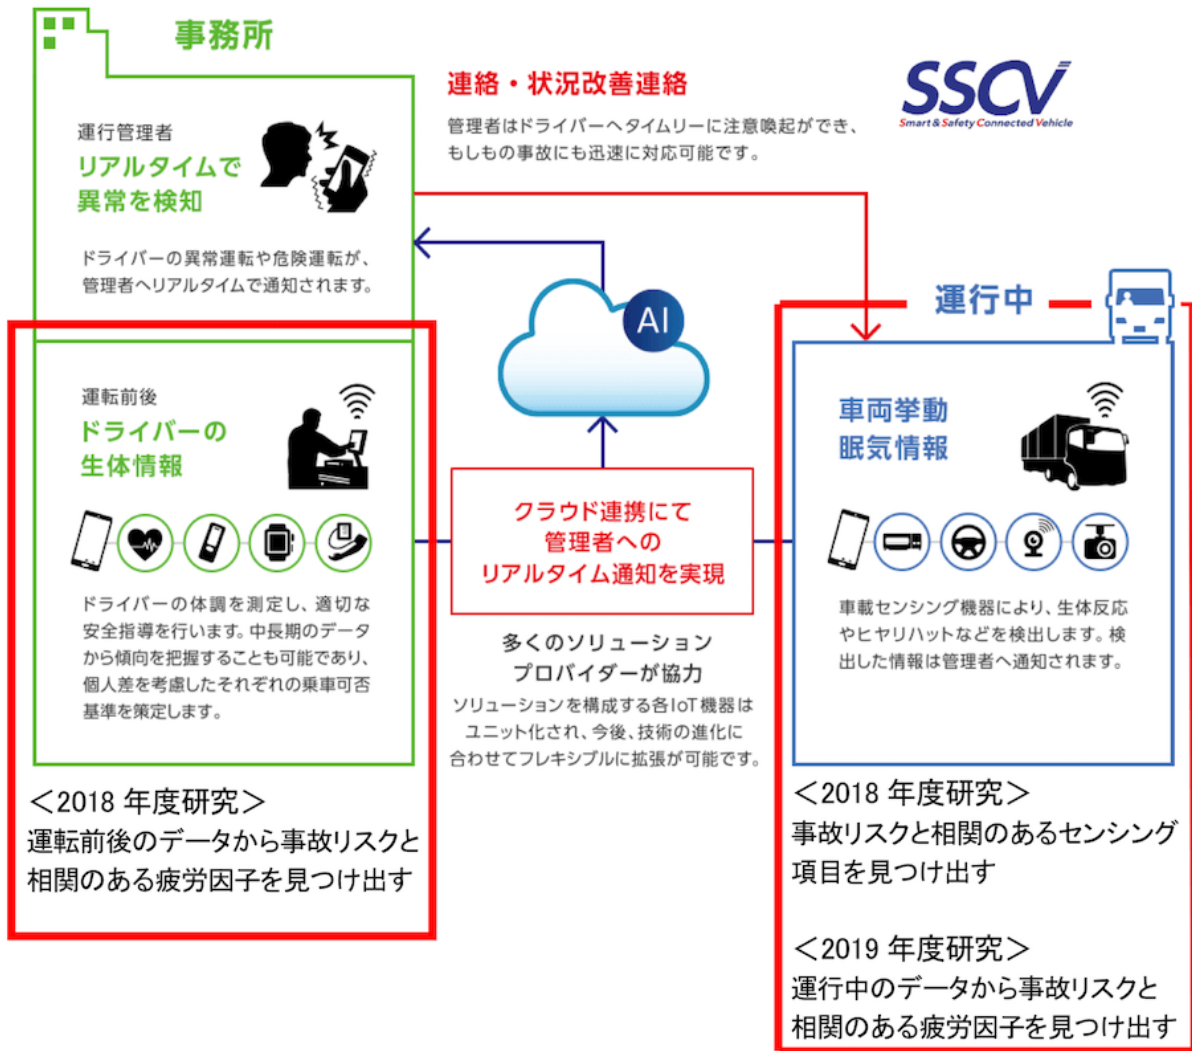 事務所
運行管理者
リアルタイムで
異常を検知
ドライバーの異常運転や危険運転が、
管理者へリアルタイムで通知されます。
連絡・状況改善連絡
管理者はドライバーへタイムリーに注意喚起ができ、
もしもの事故にも迅速に対応可能です。
SSCV
Smart & Safety Connected Vehicle
AI
運転前後
ドライバーの
生体情報
ドライバーの体調を測定し、適切な
安全指導を行います。中長期のデータ
から傾向を把握することも可能であり、
個人差を考慮したそれぞれの乗車可否
基準を策定します。
<2018 年度研究>
運転前後のデータから事故リスクと
相関のある疲労因子を見つけ出す
クラウド連携にて
管理者への
リアルタイム通知を実現
多くのソリューション
プロバイダーが協力
ソリューションを構成する各IoT機器は
ユニット化され、今後、技術の進化に
合わせてフレキシブルに拡張が可能です。
運行中
車両挙動
眠気情報
車載センシング機器により、生体反応
やヒヤリハットなどを検出します。検
出した情報は管理者へ通知されます。
<2018 年度研究>
事故リスクと相関のあるセンシング
項目を見つけ出す
<2019 年度研究>
運行中のデータから事故リスクと
相関のある疲労因子を見つけ出す